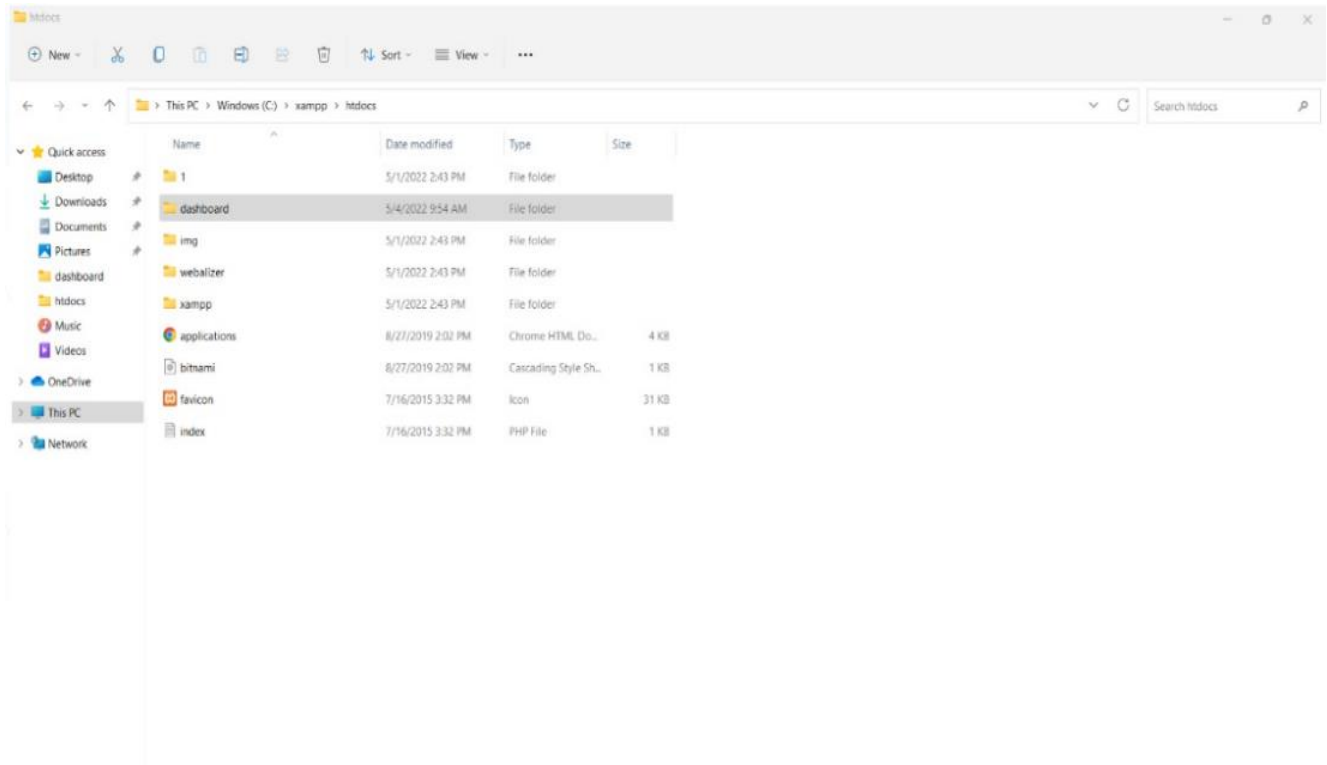 htdocs
New
Sort
View
This PC > Windows (C:) > xampp > htdocs
Search htdocs
Quick access
Desktop
Downloads
Documents
Pictures
dashboard
htdocs
Music
Videos
OneDrive
This PC
Network
Name Date modified Type Size
1 5/1/2022 2:43 PM File folder
dashboard 5/4/2022 9:54 AM File folder
img 5/1/2022 2:43 PM File folder
webalizer 5/1/2022 2:43 PM File folder
xampp 5/1/2022 2:43 PM File folder
applications 8/27/2019 2:02 PM Chrome HTML Do... 4 KB
bitnami 8/27/2019 2:02 PM Cascading Style Sh... 1 KB
favicon 7/16/2015 3:32 PM Icon 31 KB
index 7/16/2015 3:32 PM PHP File 1 KB